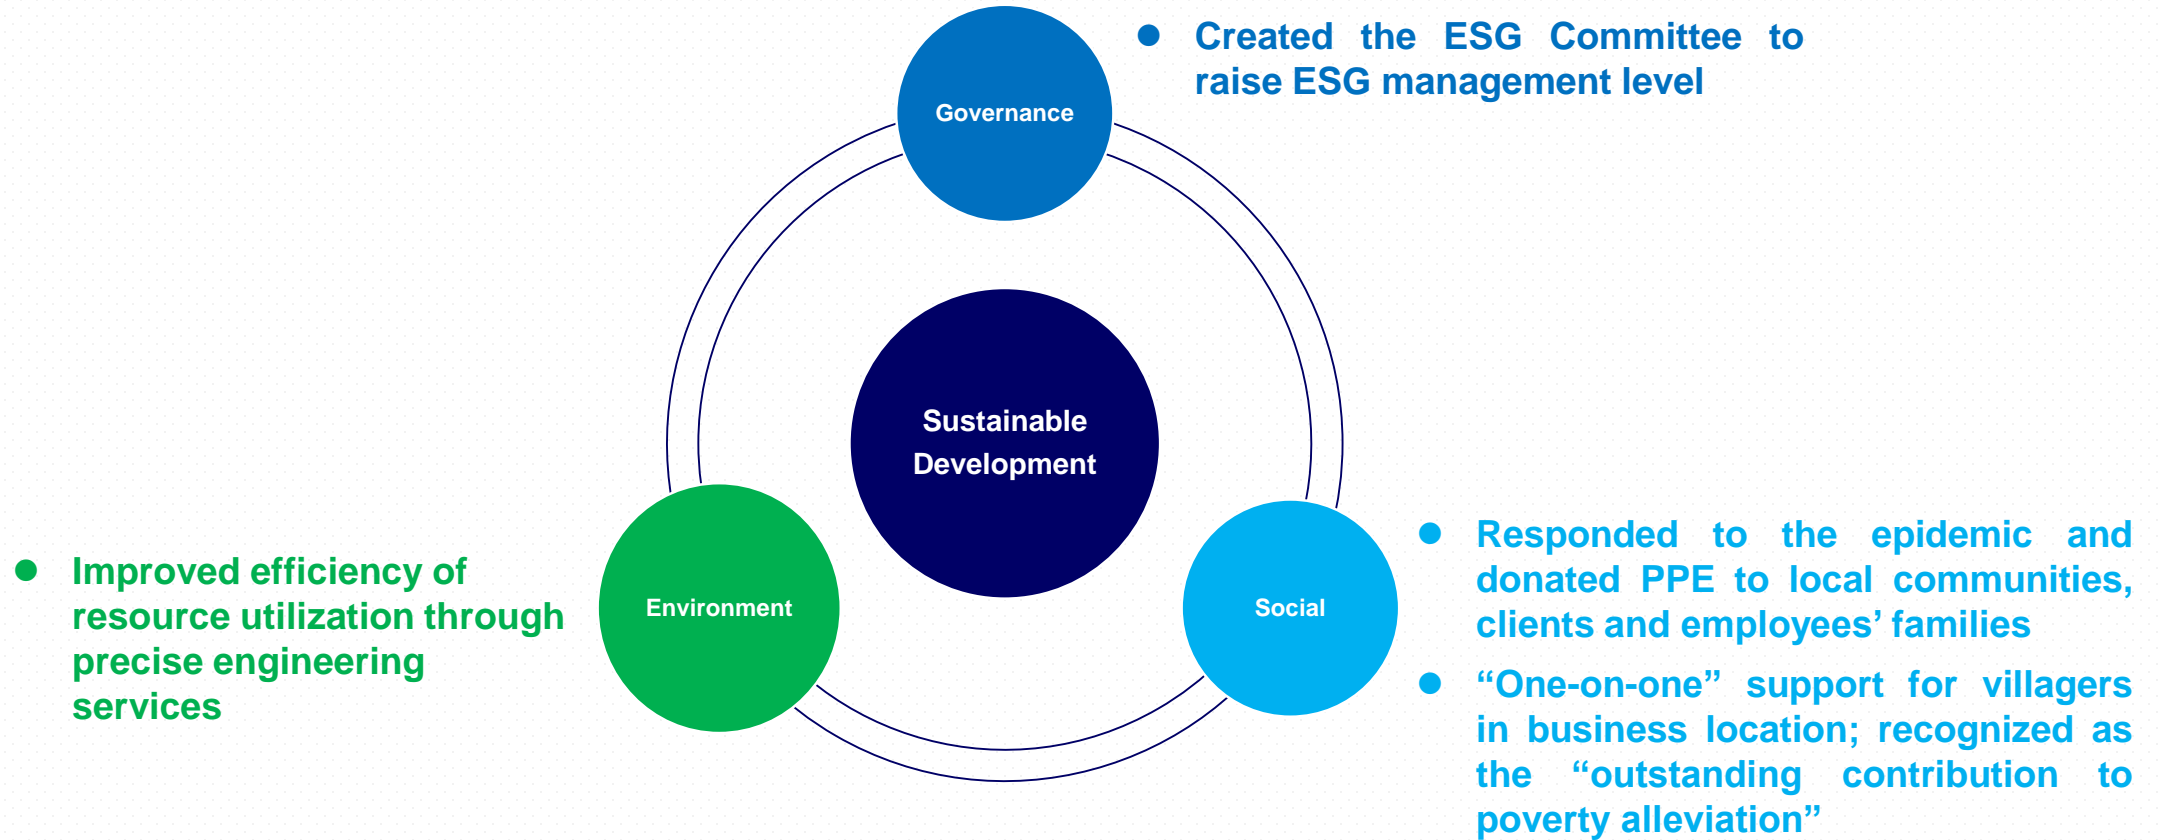 Governance
Created the ESG Committee to
raise ESG management level
Sustainable
Development
Environment
Improved efficiency of
resource utilization through
precise engineering
services
Social
Responded to the epidemic and
donated PPE to local communities,
clients and employees’ families
“One-on-one” support for villagers
in business location; recognized as
the “outstanding contribution to
poverty alleviation”